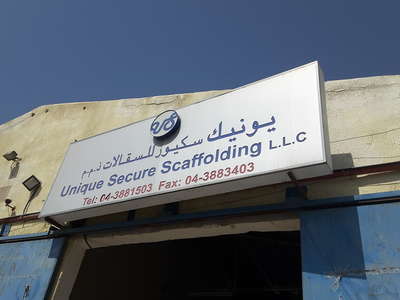 يونيك سكيور للسقالات ذ.م.م
Unique Secure Scaffolding L.L.C
Tel: 04-3881503 Fax: 04-3883403